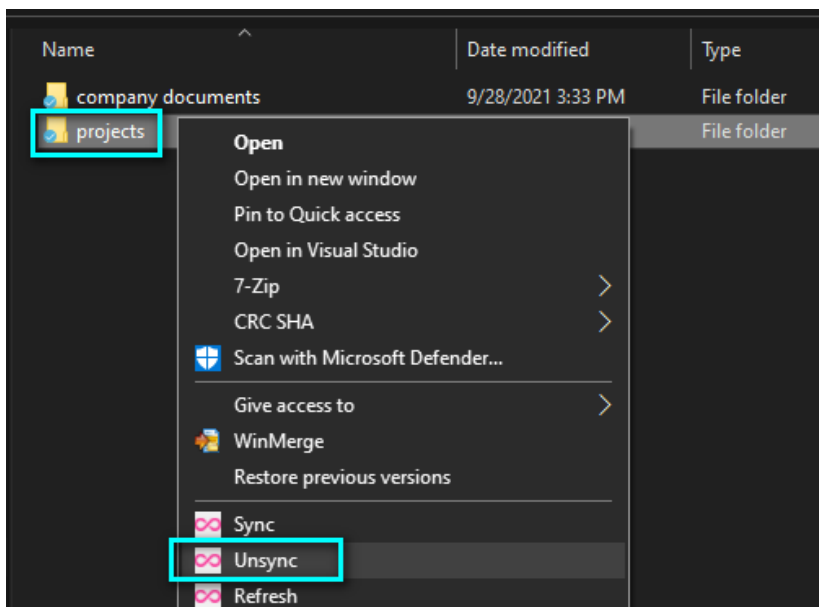 Name Date modified Type
company documents 9/28/2021 3:33 PM File folder
projects File folder
Open
Open in new window
Pin to Quick access
Open in Visual Studio
7-Zip
CRC SHA
Scan with Microsoft Defender...
Give access to
WinMerge
Restore previous versions
Sync
Unsync
Refresh